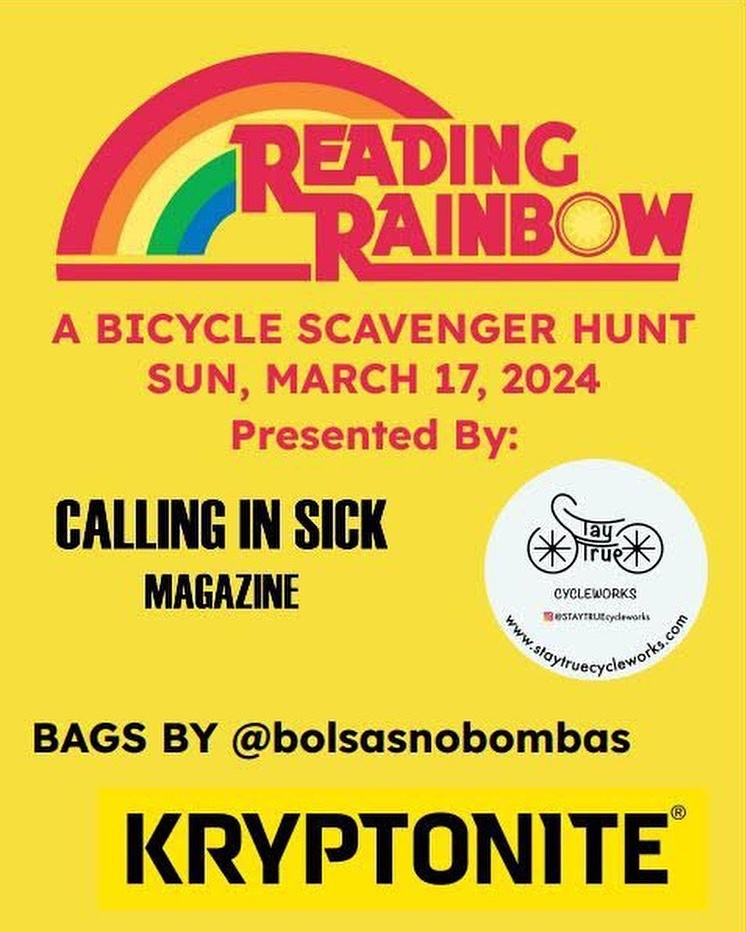 READING
RAINBOW
A BICYCLE SCAVENGER HUNT
SUN, MARCH 17, 2024
Presented By:
CALLING IN SICK
MAGAZINE
Stay
True
CYCLEWORKS
@STAYTRUEcycleworks
www.staytruecycleworks.com
BAGS BY @bolsasnobombas
KRYPTONITE®